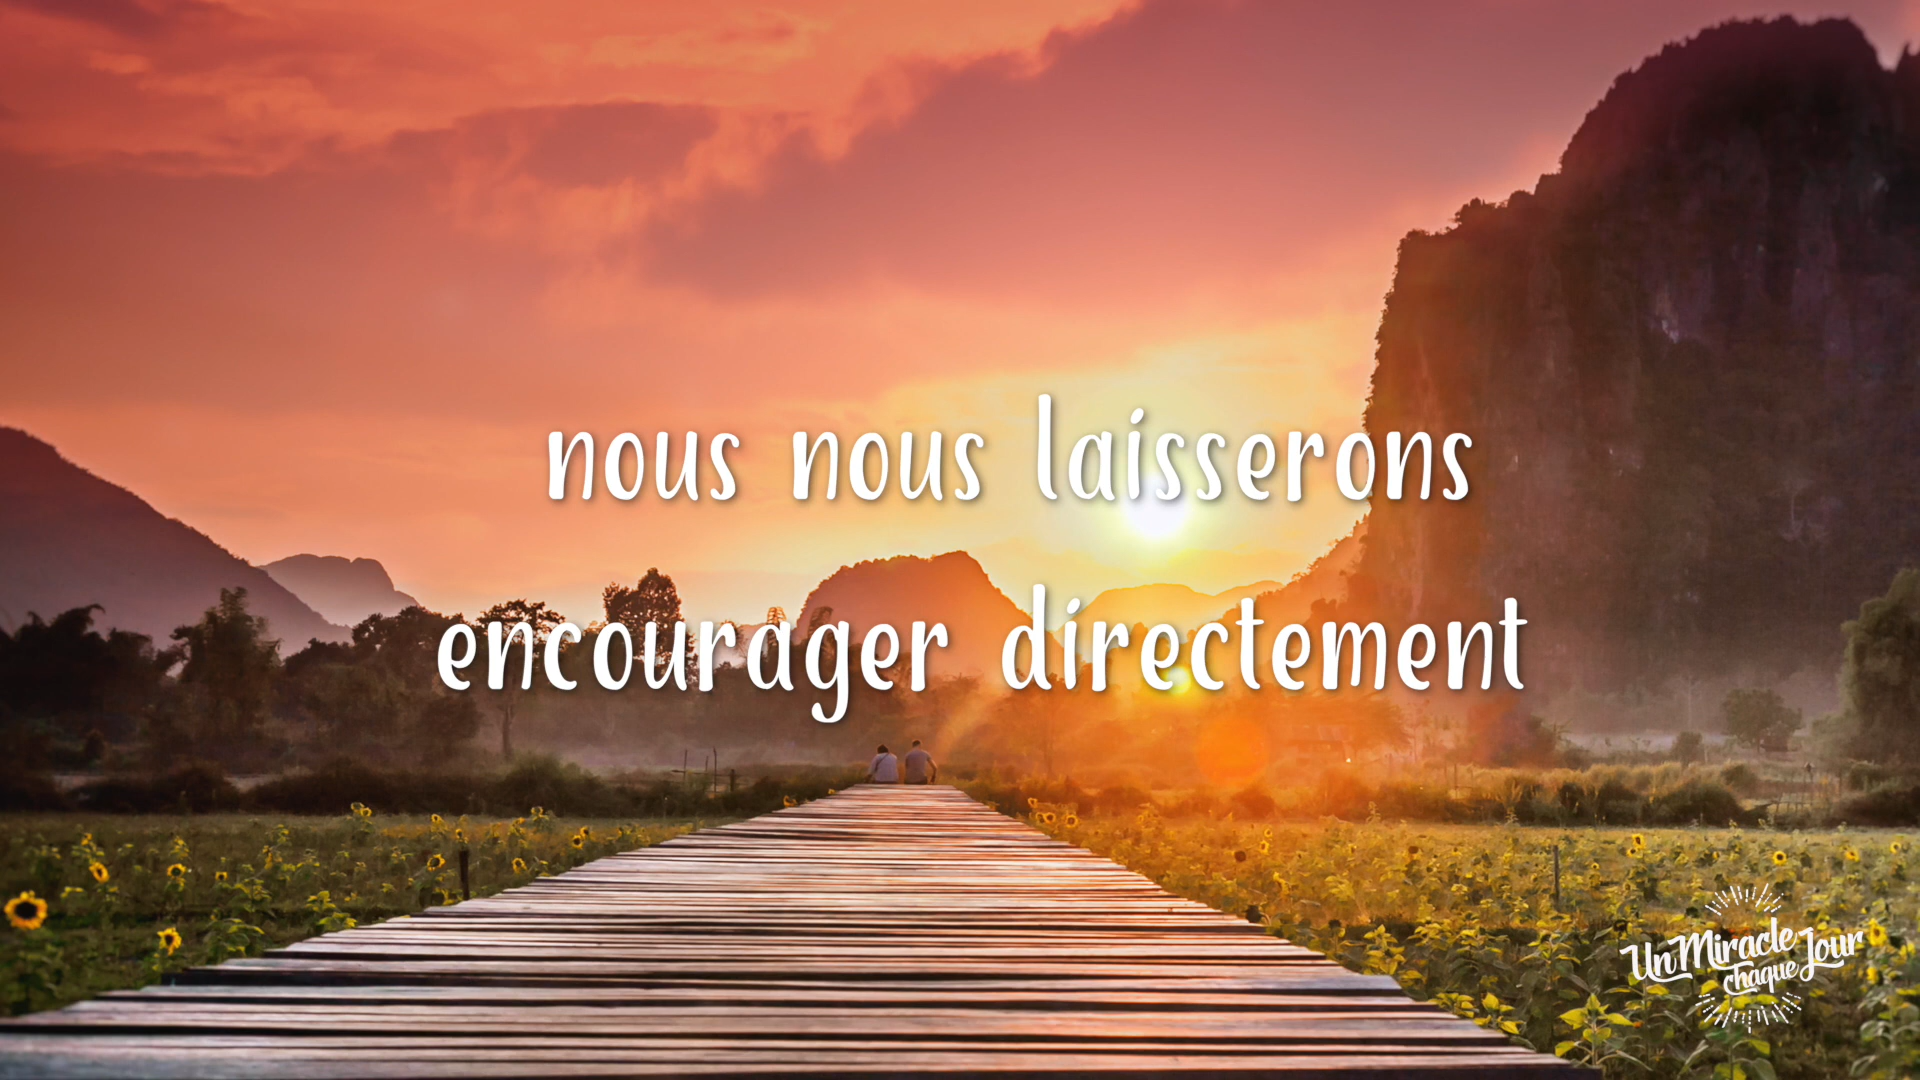 nous nous laisserons
encourager directement
Un Miracle
chaque Jour